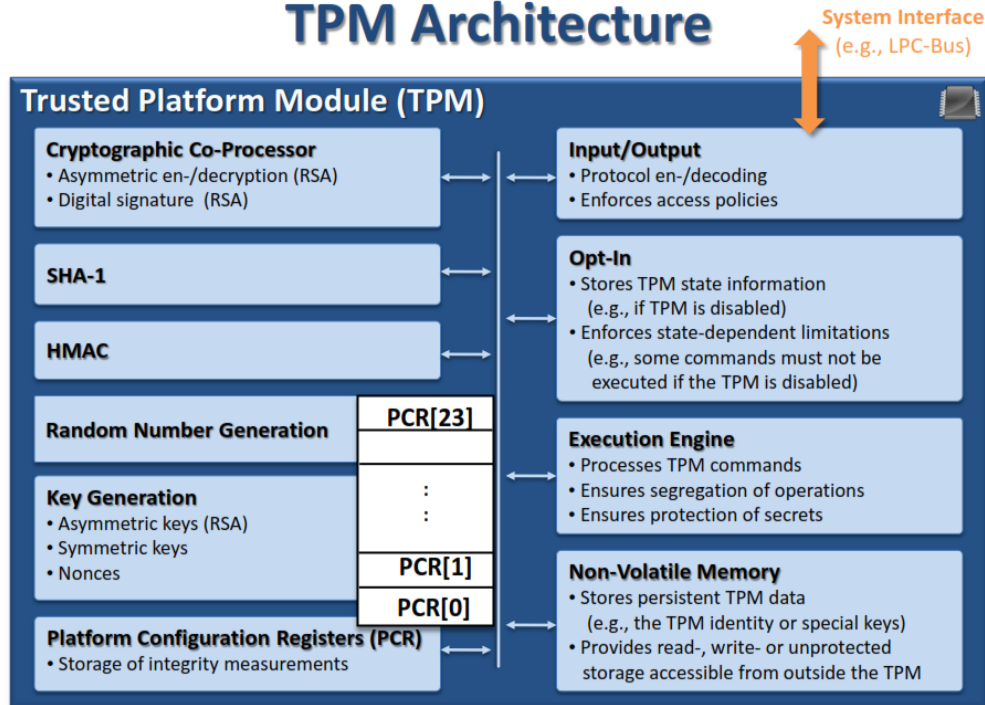 TPM Architecture
System Interface
(e.g., LPC-Bus)
Trusted Platform Module (TPM)
Cryptographic Co-Processor
• Asymmetric en-/decryption (RSA)
• Digital signature (RSA)
SHA-1
HMAC
Random Number Generation
Key Generation
• Asymmetric keys (RSA)
• Symmetric keys
• Nonces
Platform Configuration Registers (PCR)
• Storage of integrity measurements
PCR[23]
:
:
PCR[1]
PCR[0]
Input/Output
• Protocol en-/decoding
• Enforces access policies
Opt-In
• Stores TPM state information
(e.g., if TPM is disabled)
• Enforces state-dependent limitations
(e.g., some commands must not be
executed if the TPM is disabled)
Execution Engine
• Processes TPM commands
• Ensures segregation of operations
• Ensures protection of secrets
Non-Volatile Memory
• Stores persistent TPM data
(e.g., the TPM identity or special keys)
• Provides read-, write- or unprotected
storage accessible from outside the TPM